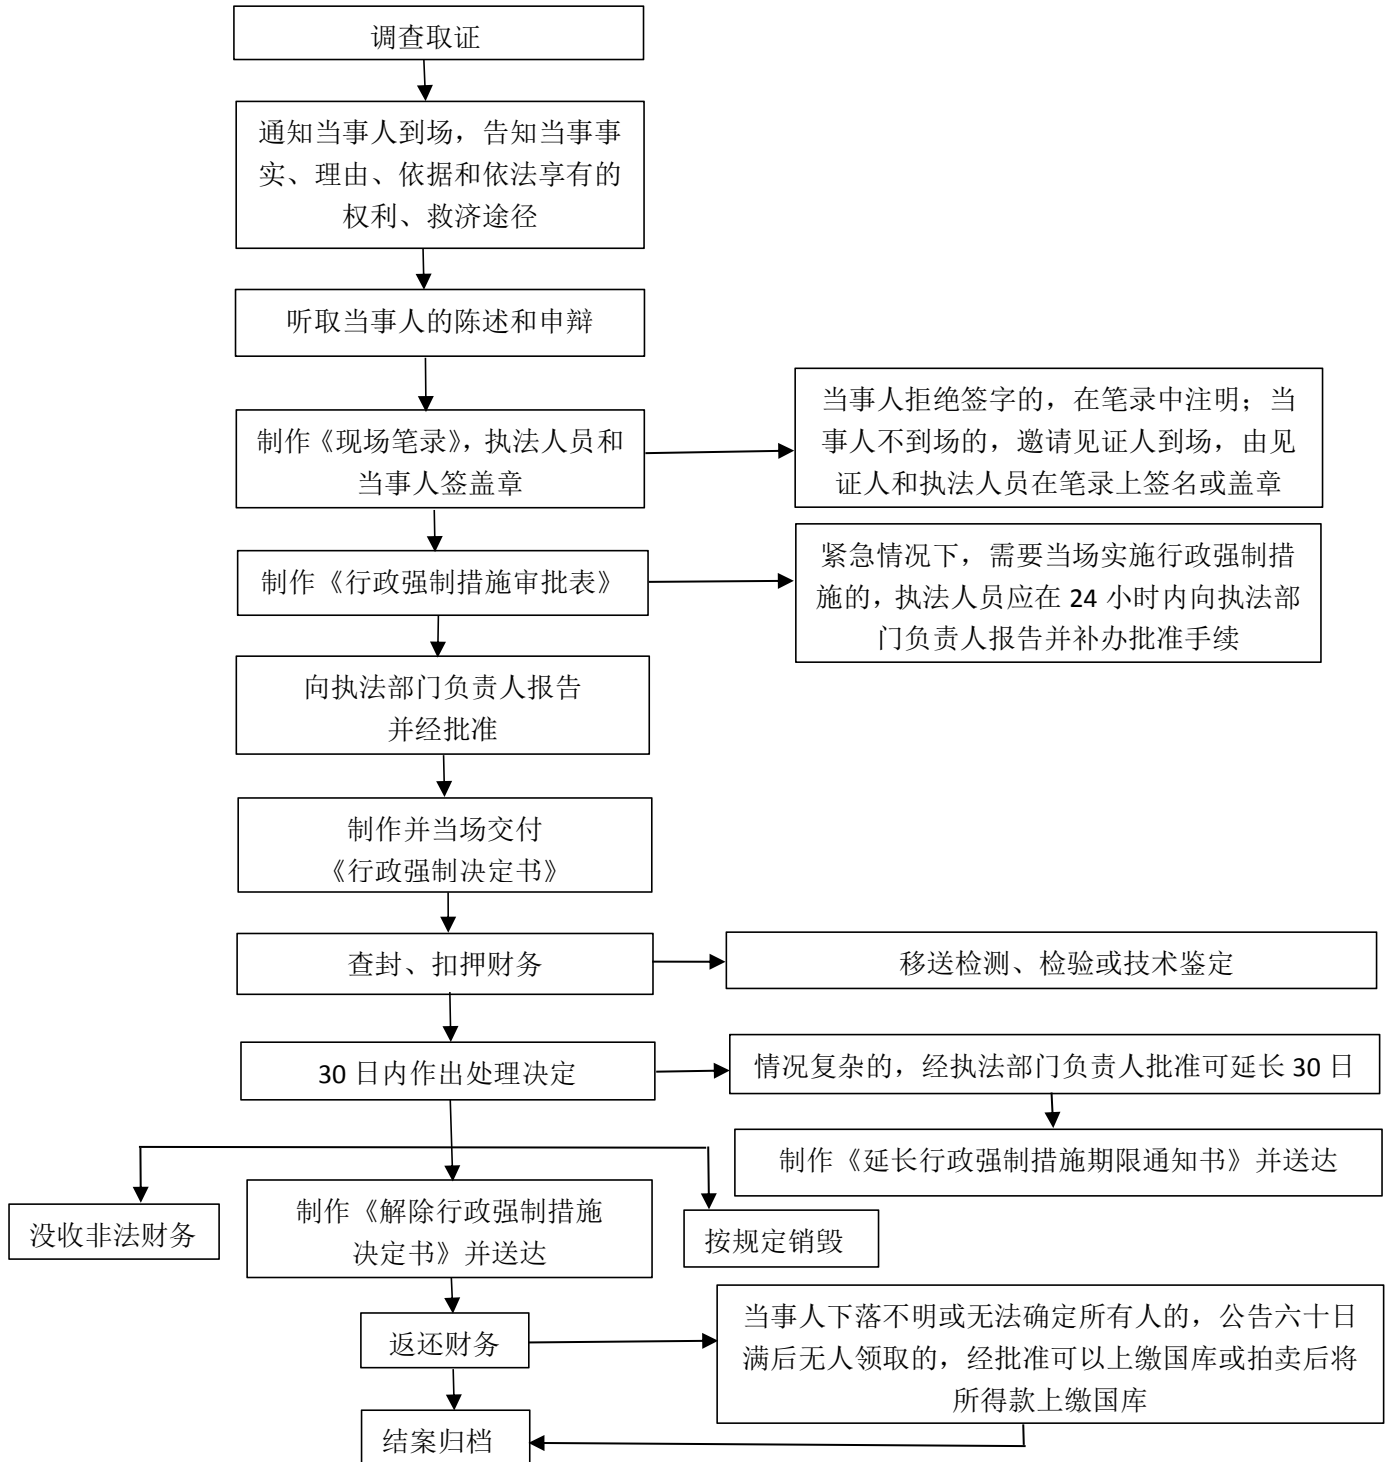 调查取证
通知当事人到场，告知当事事
实、理由、依据和依法享有的
权利、救济途径
听取当事人的陈述和申辩
制作《现场笔录》，执法人员和
当事人签盖章
当事人拒绝签字的，在笔录中注明；当
事人不到场的，邀请见证人到场，由见
证人和执法人员在笔录上签名或盖章
制作《行政强制措施审批表》
紧急情况下，需要当场实施行政强制措
施的，执法人员应在 24 小时内向执法部
门负责人报告并补办批准手续
向执法部门负责人报告
并经批准
制作并当场交付
《行政强制决定书》
查封、扣押财务
移送检测、检验或技术鉴定
30 日内作出处理决定
情况复杂的，经执法部门负责人批准可延长 30 日
制作《延长行政强制措施期限通知书》并送达
没收非法财务
制作《解除行政强制措施
决定书》并送达
按规定销毁
返还财务
当事人下落不明或无法确定所有人的，公告六十日
满后无人领取的，经批准可以上缴国库或拍卖后将
所得款上缴国库
结案归档